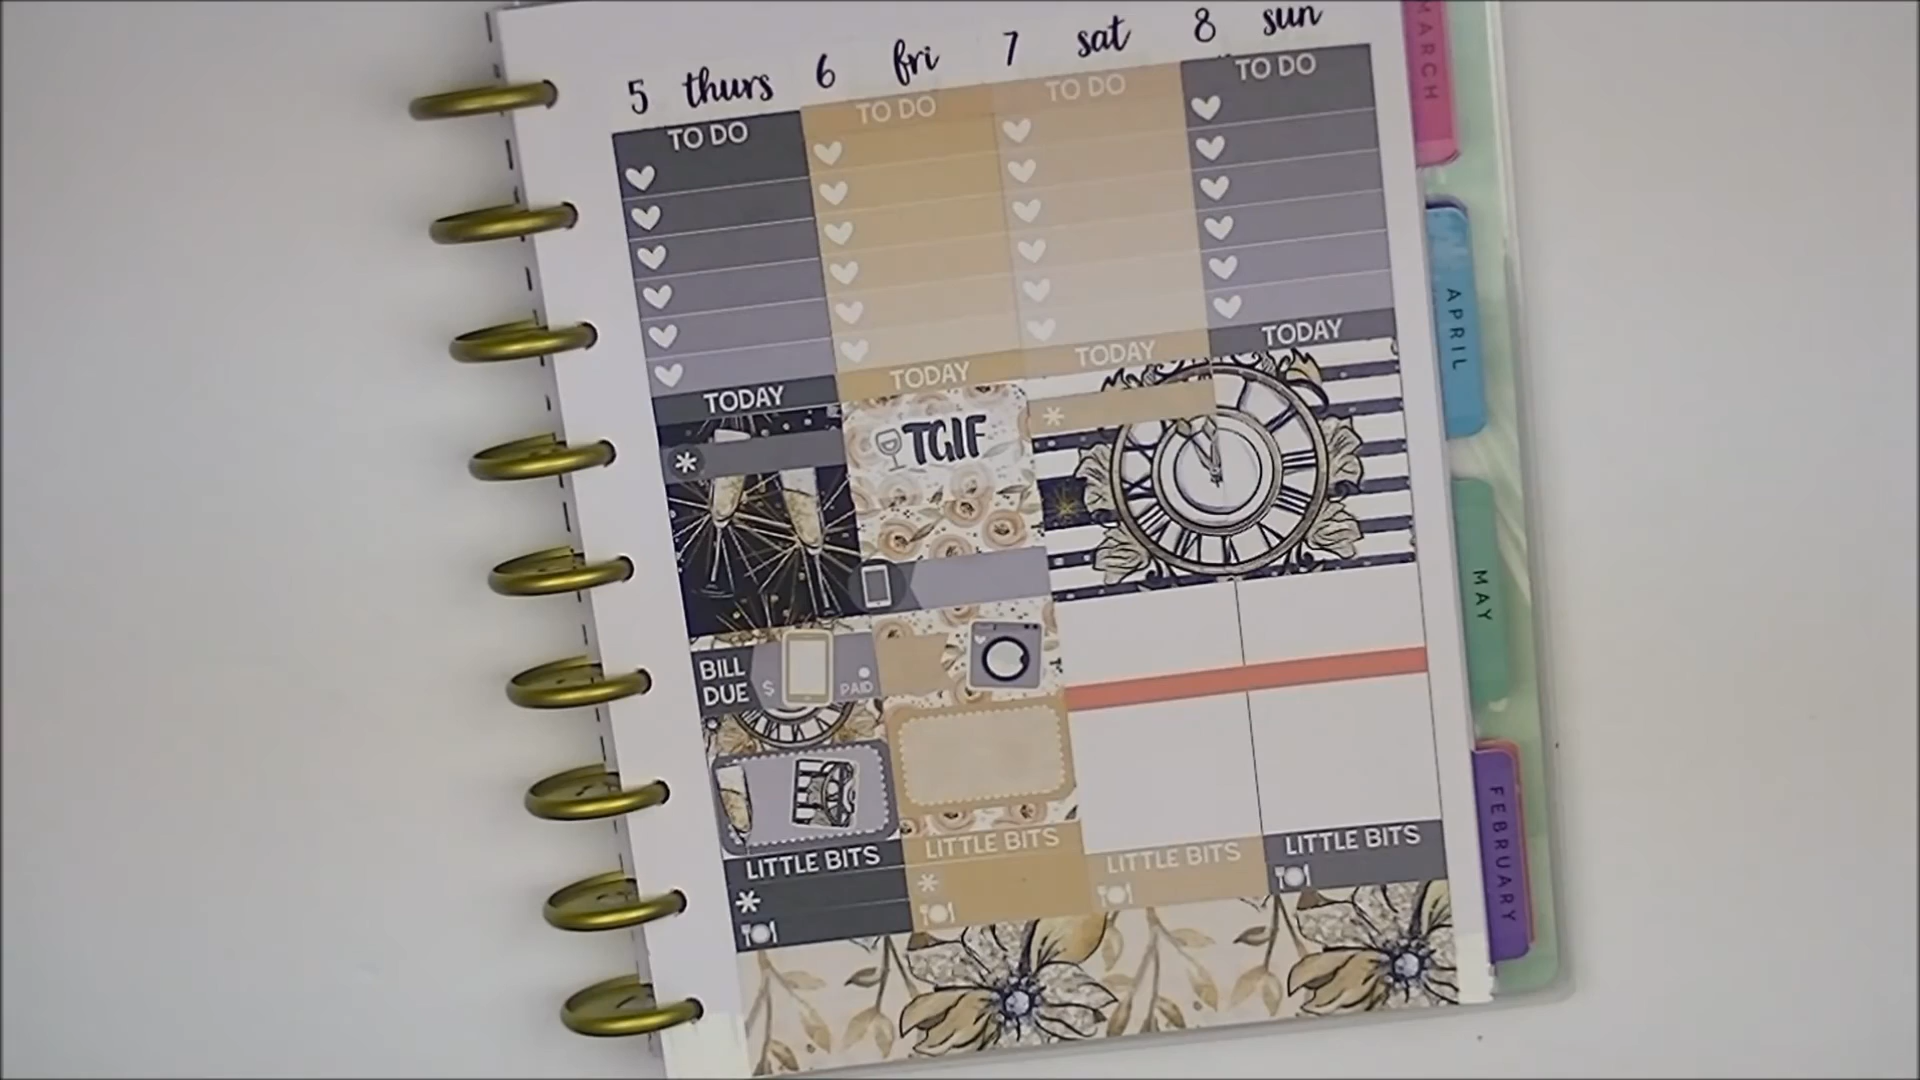 5 thurs 6 fri 7 sat 8 sun
TO DO TO DO TO DO TO DO
TODAY TODAY TODAY TODAY
TGIF
BILL
DUE $ PAID
LITTLE BITS LITTLE BITS LITTLE BITS LITTLE BITS
MARCH
APRIL
MAY
FEBRUARY